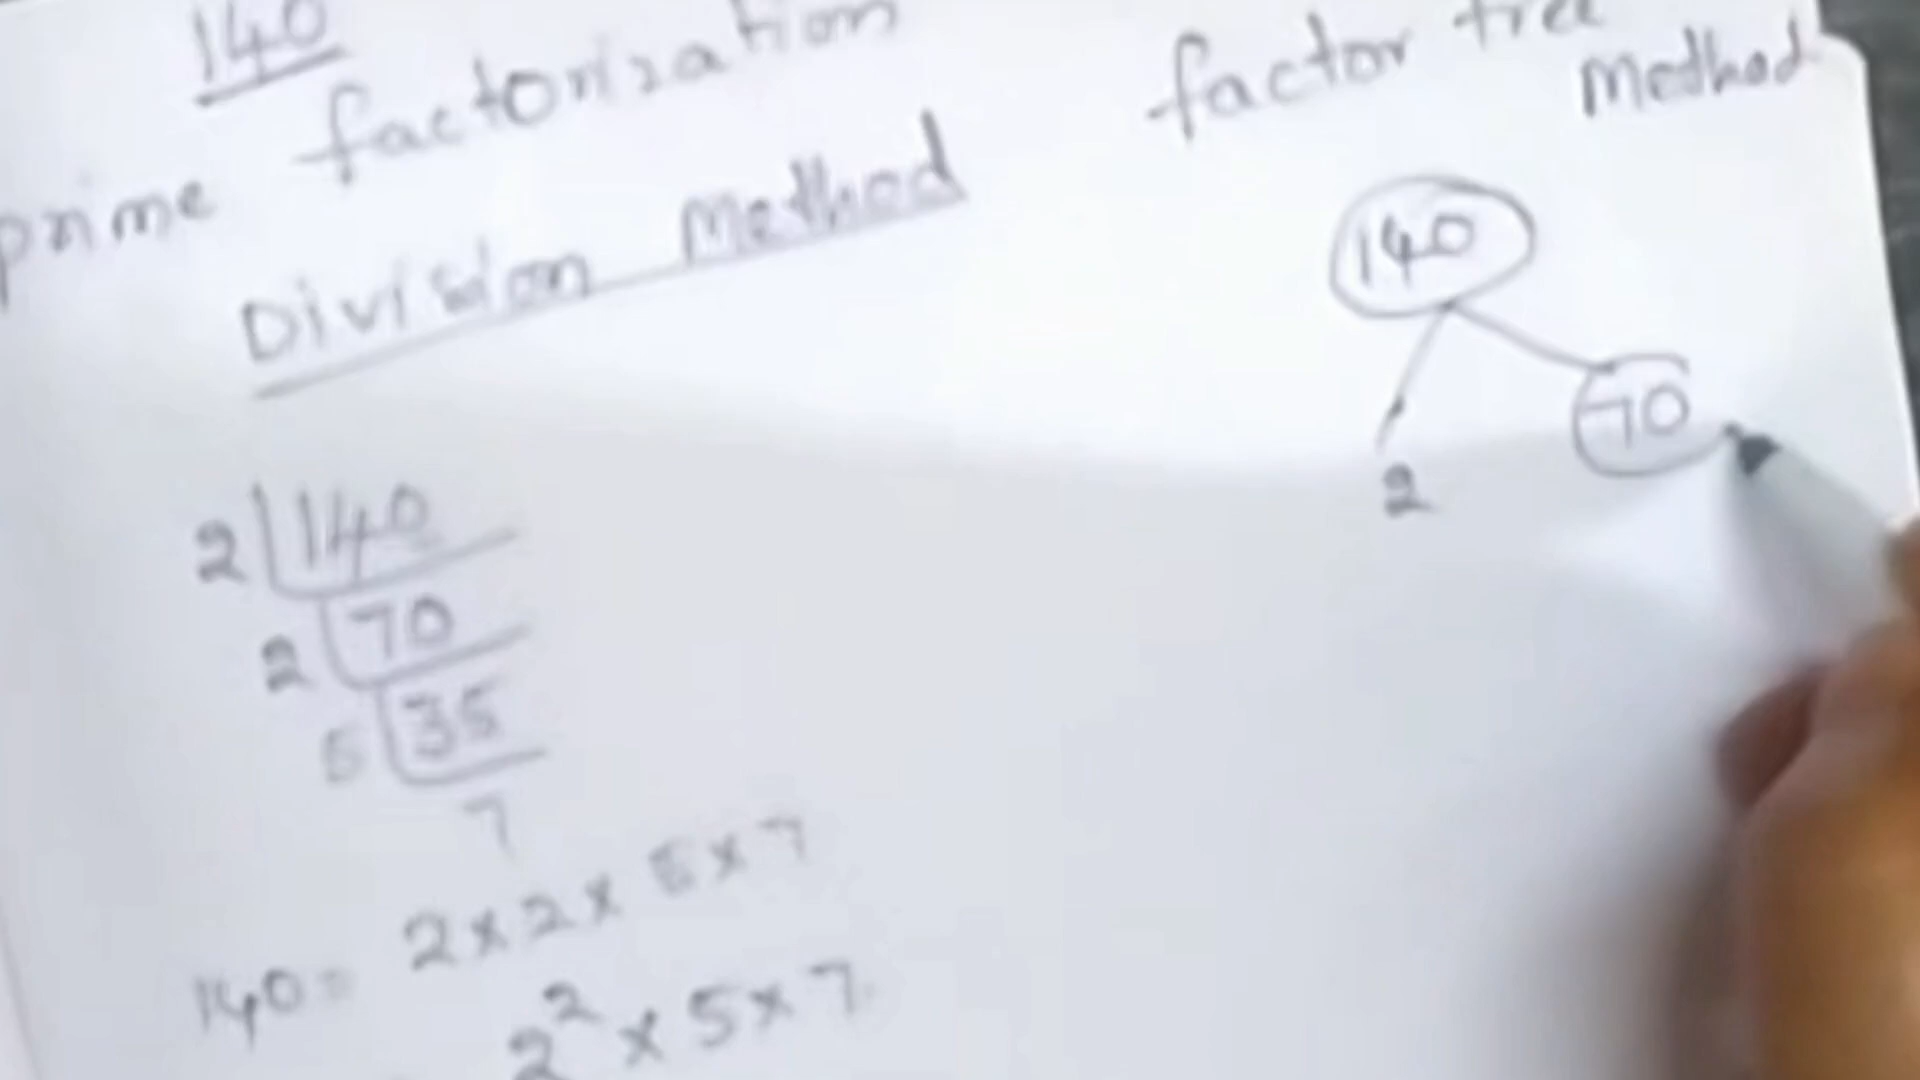 140
prime factorization
Division Method
2 140
2 70
5 35
7
140 = 2 x 2 x 5 x 7
2² x 5 x 7
factor tree
Method
140
2 70